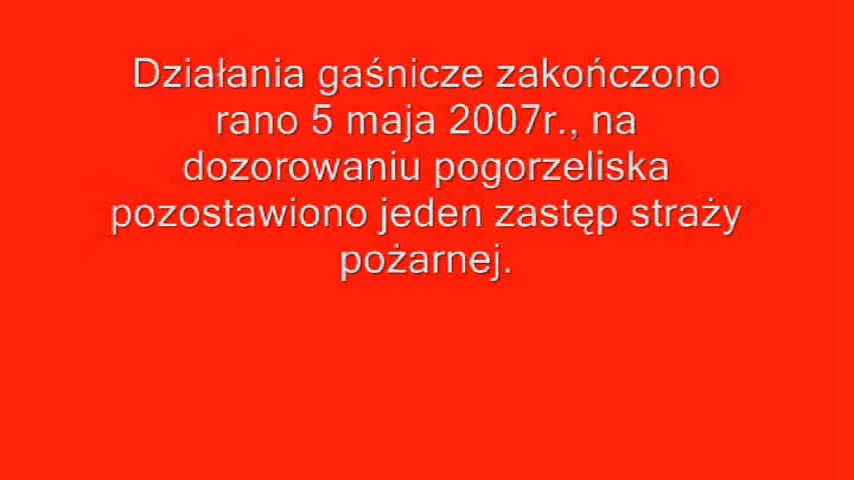 Działania gaśnicze zakończono
rano 5 maja 2007r., na
dozorowaniu pogorzeliska
pozostawiono jeden zastęp straży
pożarnej.